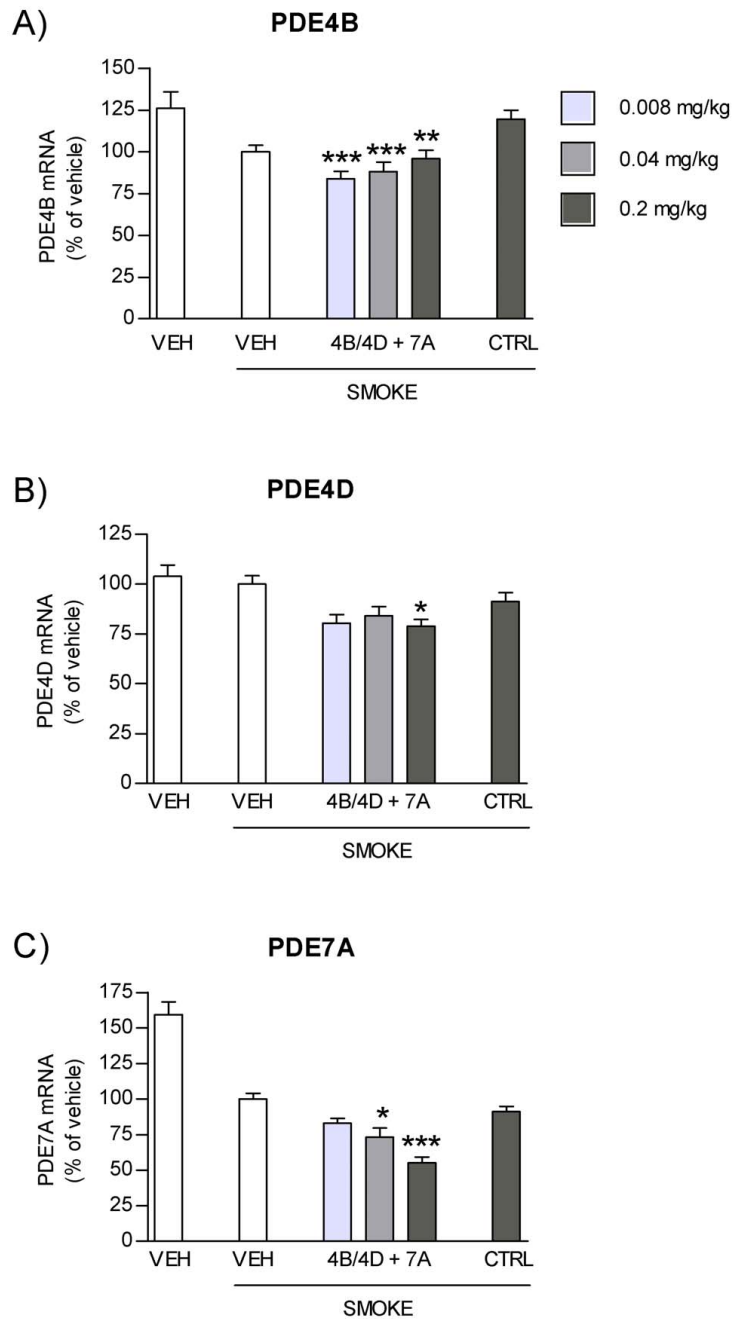 A)
PDE4B
PDE4B mRNA
(% of vehicle)
150
125
100
75
50
25
0
*** *** **
VEH VEH 4B/4D + 7A CTRL
SMOKE
0.008 mg/kg
0.04 mg/kg
0.2 mg/kg
B)
PDE4D
PDE4D mRNA
(% of vehicle)
125
100
75
50
25
0
*
VEH VEH 4B/4D + 7A CTRL
SMOKE
C)
PDE7A
PDE7A mRNA
(% of vehicle)
175
150
125
100
75
50
25
0
* ***
VEH VEH 4B/4D + 7A CTRL
SMOKE